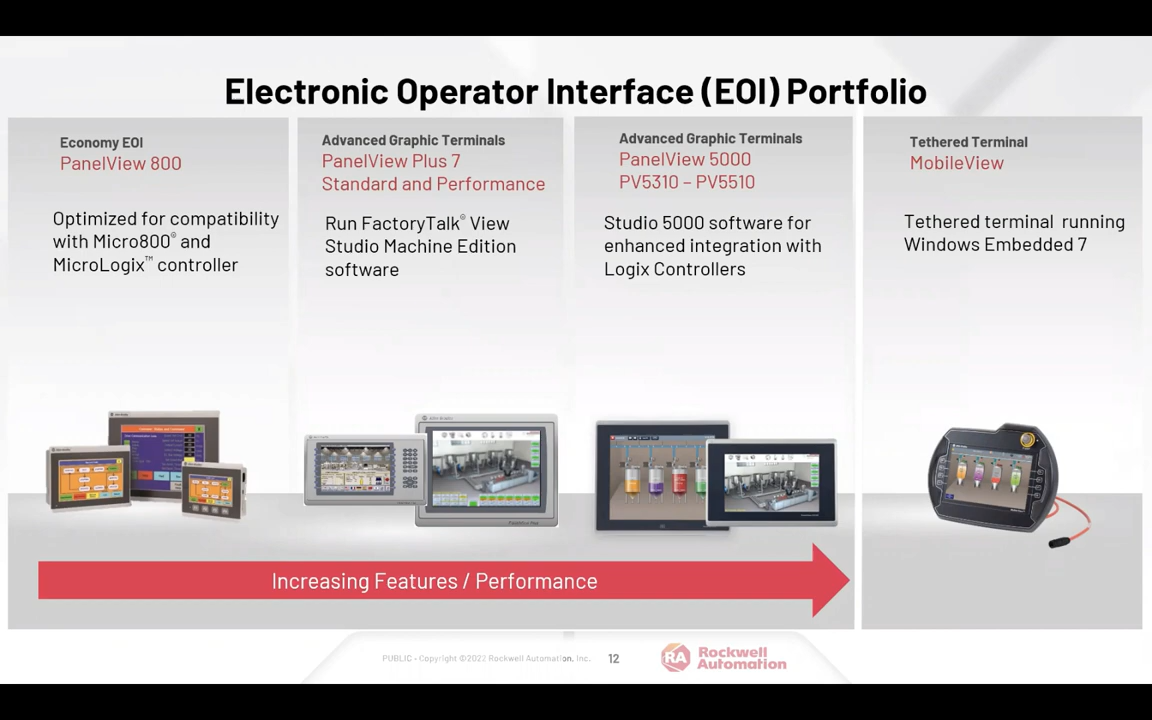 Electronic Operator Interface (EOI) Portfolio
Economy EOI
PanelView 800
Optimized for compatibility
with Micro800® and
MicroLogix™ controller
Advanced Graphic Terminals
PanelView Plus 7
Standard and Performance
Run FactoryTalk® View
Studio Machine Edition
software
Advanced Graphic Terminals
PanelView 5000
PV5310 – PV5510
Studio 5000 software for
enhanced integration with
Logix Controllers
Tethered Terminal
MobileView
Tethered terminal running
Windows Embedded 7
Increasing Features / Performance
PUBLIC • Copyright ©2022 Rockwell Automation, Inc.
12
RA
Rockwell
Automation